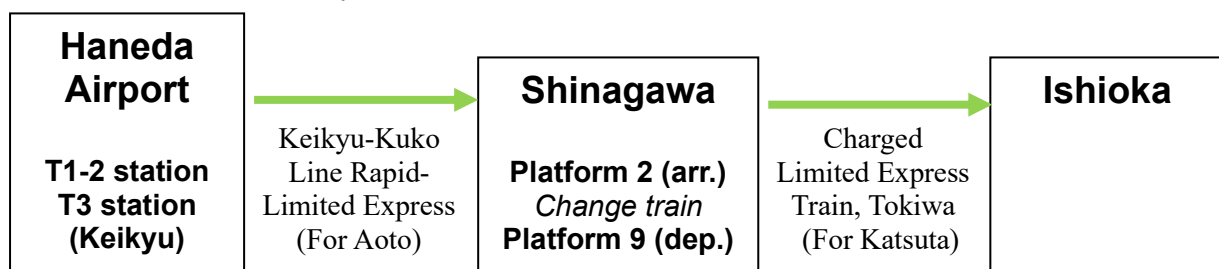 Haneda
Airport
T1-2 station
T3 station
(Keikyu)
Keikyu-Kuko
Line Rapid-
Limited Express
(For Aoto)
Shinagawa
Platform 2 (arr.)
Change train
Platform 9 (dep.)
Charged
Limited Express
Train, Tokiwa
(For Katsuta)
Ishioka